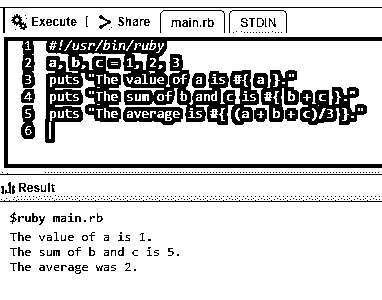 Execute | Share main.rb STDIN
1 #!/usr/bin/ruby
2 a, b, c = 1, 2, 3
3 puts "The value of a is #{ a }."
4 puts "The sum of b and c is #{ b + c }."
5 puts "The average is #{ (a + b + c)/3 }."
6
Result
$ruby main.rb
The value of a is 1.
The sum of b and c is 5.
The average was 2.